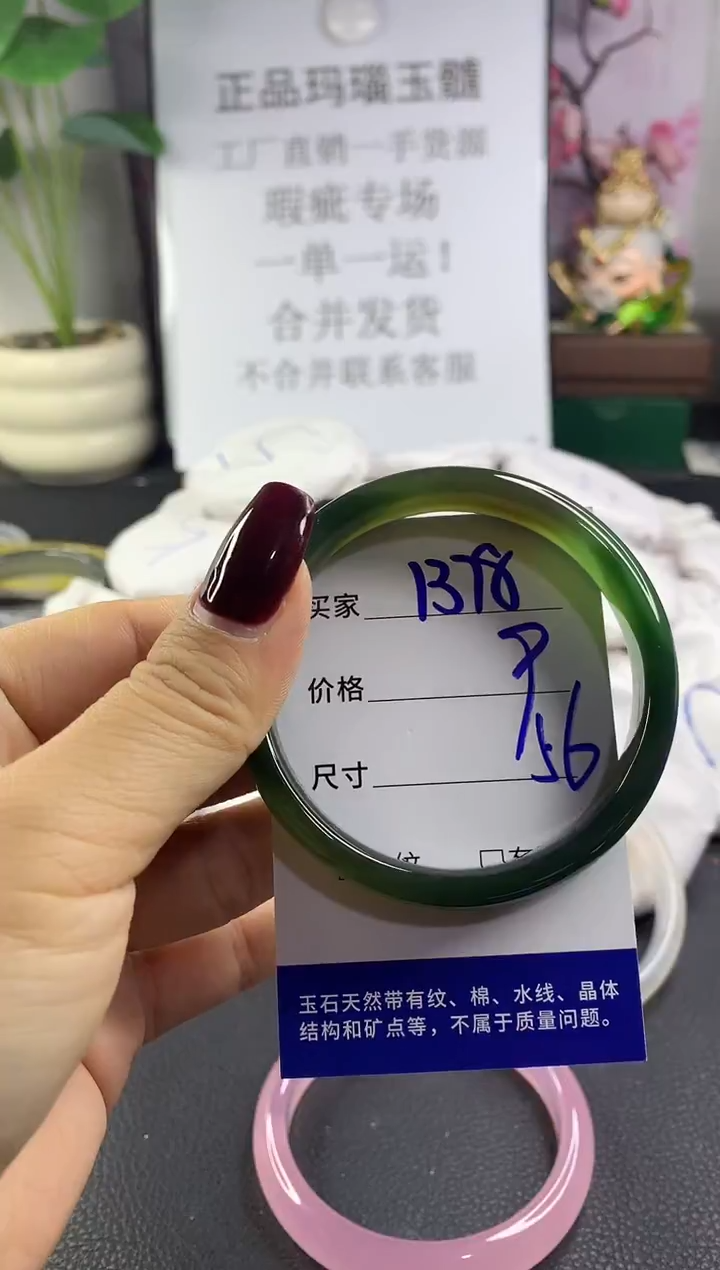 正品玛瑙玉髓
工厂直销一手货源
瑕疵专场
一单一运!
合并发货
不合并联系客服
买家 1378
价格
尺寸 56
纹
玉石天然带有纹、棉、水线、晶体
结构和矿点等，不属于质量问题。